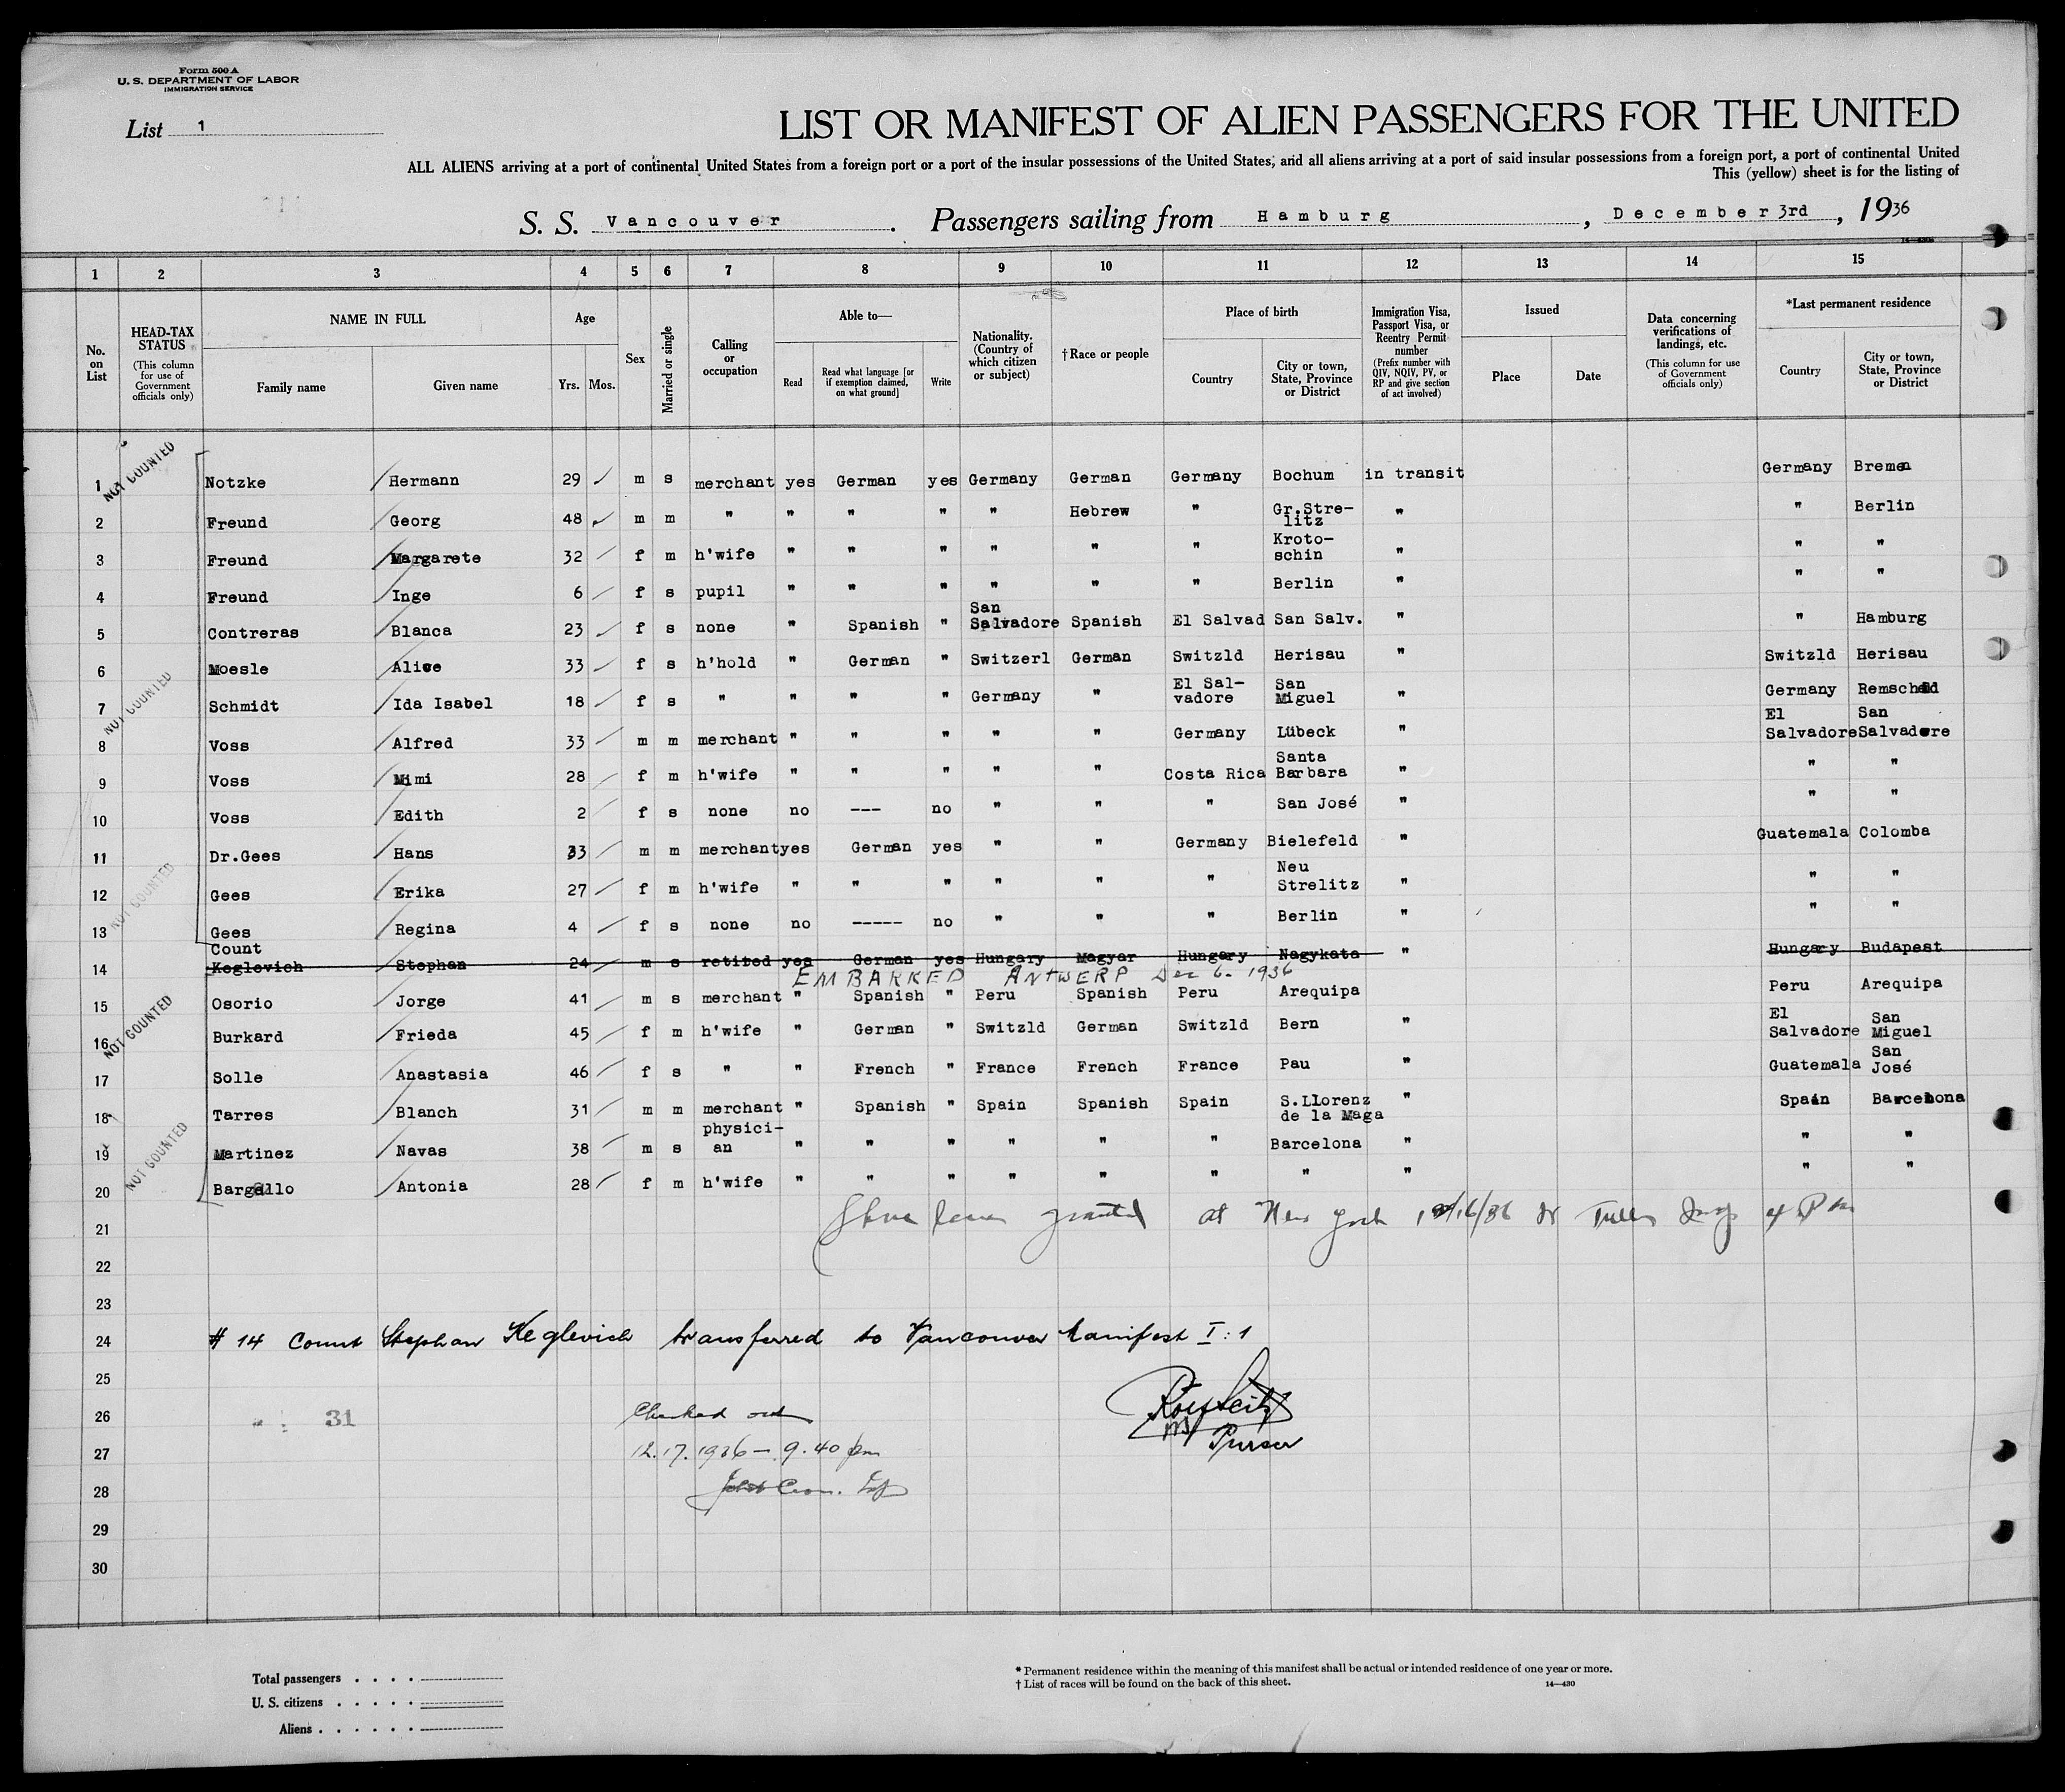 Form 500 A
U. S. DEPARTMENT OF LABOR
IMMIGRATION SERVICE
List 1
LIST OR MANIFEST OF ALIEN PASSENGERS FOR THE UNITED
ALL ALIENS arriving at a port of continental United States from a foreign port or a port of the insular possessions of the United States, and all aliens arriving at a port of said insular possessions from a foreign port, a port of continental United
This (yellow) sheet is for the listing of
S. S. Vancouver . Passengers sailing from Hamburg , December 3rd , 1936
1 2 3 4 5 6 7 8 9 10 11 12 13 14 15
No. on List
HEAD-TAX STATUS (This column for use of Government officials only)
NAME IN FULL Family name Given name
Age Yrs. Mos.
Sex
Married or single
Calling or occupation
Able to— Read Read what language [or if exemption claimed, on what ground] Write
Nationality. (Country of which citizen or subject)
†Race or people
Place of birth Country City or town, State, Province or District
Immigration Visa, Passport Visa, or Reentry Permit number (Prefix number with QIV, NQIV, PV, or RP and give section of act involved)
Issued Place Date
Data concerning verifications of landings, etc. (This column for use of Government officials only)
*Last permanent residence Country City or town, State, Province or District
NOT COUNTED
1 Notzke Hermann 29 m s merchant yes German yes Germany German Germany Bochum in transit Germany Bremen
2 Freund Georg 48 m m " " " " " Hebrew " Gr.Strelitz " " Berlin
3 Freund Margarete 32 f m h'wife " " " " " " Kroto-schin " " "
4 Freund Inge 6 f s pupil " " " " " " Berlin " " "
5 Contreras Blanca 23 f s none " Spanish " San Salvadore Spanish El Salvad San Salv. " " Hamburg
6 Moesle Alice 33 f s h'hold " German " Switzerl German Switzld Herisau " Switzld Herisau
NOT COUNTED
7 Schmidt Ida Isabel 18 f s " " " " Germany " El Sal-vadore San Miguel " Germany Remscheid
8 Voss Alfred 33 m m merchant " " " " " Germany Lübeck " El Salvadore San Salvadore
9 Voss Mimi 28 f m h'wife " " " " " Costa Rica Santa Barbara " " "
10 Voss Edith 2 f s none no --- no " " " San José " " "
11 Dr.Gees Hans 33 m m merchant yes German yes " " Germany Bielefeld " Guatemala Colomba
NOT COUNTED
12 Gees Erika 27 f m h'wife " " " " " " Neu Strelitz " " "
13 Gees Regina 4 f s none no ----- no " " " Berlin " " "
14 Count Keglevich Stephan 24 m s retired yes German yes Hungary Magyar Hungary Nagykata " Hungary Budapest
EMBARKED ANTWERP Dec 6. 1936
15 Osorio Jorge 41 m s merchant " Spanish " Peru Spanish Peru Arequipa Peru Arequipa
NOT COUNTED
16 Burkard Frieda 45 f m h'wife " German " Switzld German Switzld Bern " El Salvadore San Miguel
17 Solle Anastasia 46 f s " " French " France French France Pau " Guatemala San José
18 Tarres Blanch 31 m m merchant " Spanish " Spain Spanish Spain S.Llorenz de la Maga " Spain Barcelona
19 Martinez Navas 38 m s physici-an " " " " " " Barcelona " " "
NOT COUNTED
20 Bargallo Antonia 28 f m h'wife " " " " " " " " " "
21 granted at New York
22
23
24 # 14 Count Stephan Keglevich transferred to Vancouver Manifest I:1
25
26 31 Checked out
27 12.17.1936 — 9.40 pm Purser
28
29
30
Total passengers . . . .
U. S. citizens . . . . .
Aliens . . . . . .
* Permanent residence within the meaning of this manifest shall be actual or intended residence of one year or more.
† List of races will be found on the back of this sheet.
14—430